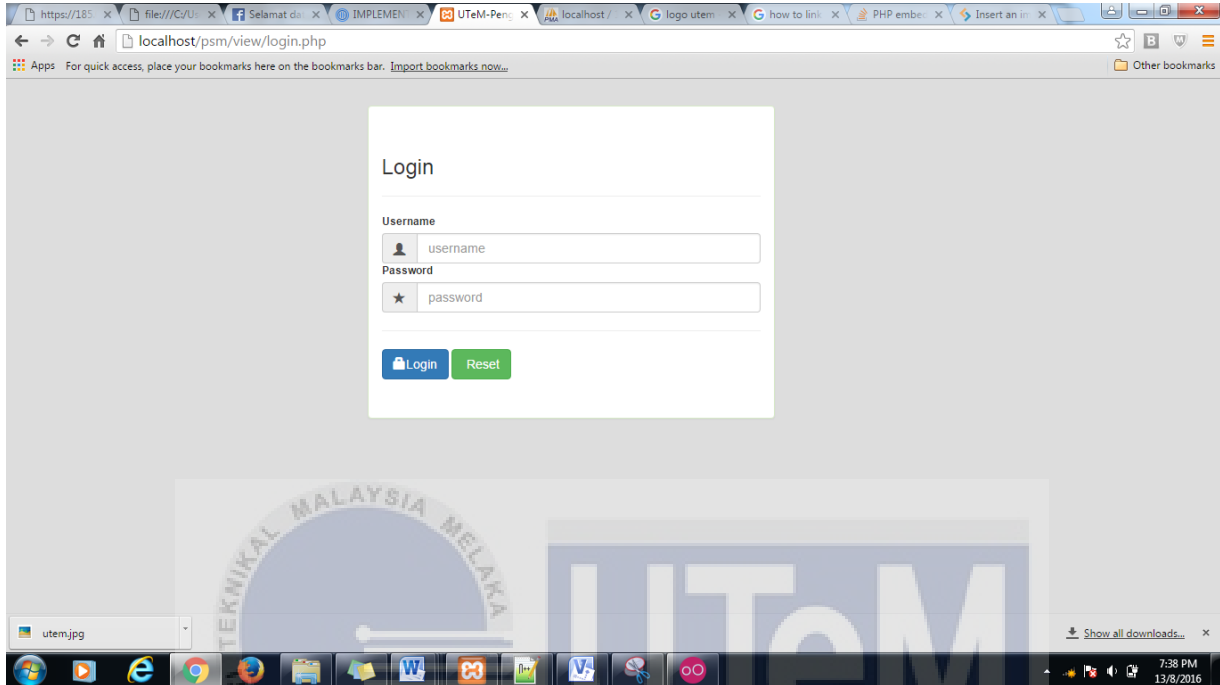 https://185. file:///C:/Us Selamat da IMPLEMEN UTeM-Peng localhost / logo utem how to link PHP embed Insert an im
localhost/psm/view/login.php
Apps For quick access, place your bookmarks here on the bookmarks bar. Import bookmarks now... Other bookmarks
Login
Username
username
Password
password
Login Reset
TEKNIKAL MALAYSIA MELAKA
UTeM
utem.jpg Show all downloads...
7:38 PM
13/8/2016